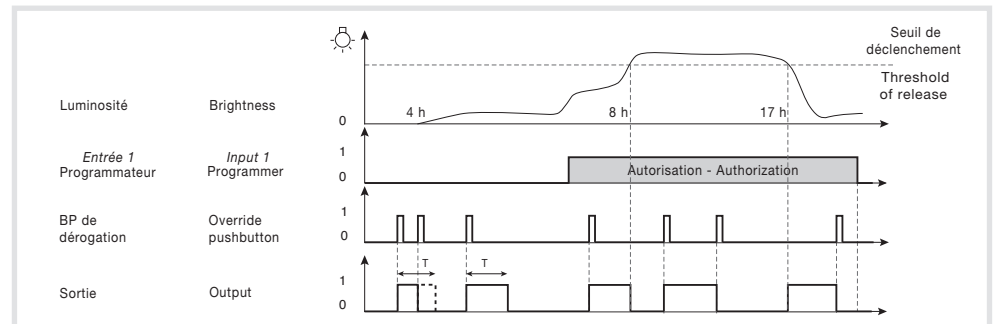 Seuil de
déclenchement
Threshold
of release
Luminosité Brightness
0 4 h 8 h 17 h
Entrée 1 Input 1
Programmateur Programmer
1
0
Autorisation - Authorization
BP de Override
dérogation pushbutton
1
0
T T
Sortie Output
1
0